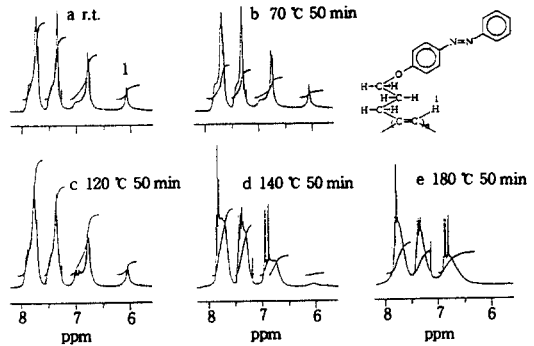 a r.t.
1
b 70 ℃ 50 min
N=N
O
H-C-H
H-C-H
H-C-H
1
H
C=C
c 120 ℃ 50 min
d 140 ℃ 50 min
e 180 ℃ 50 min
8 7 6
ppm
8 7 6
ppm
8 7 6
ppm